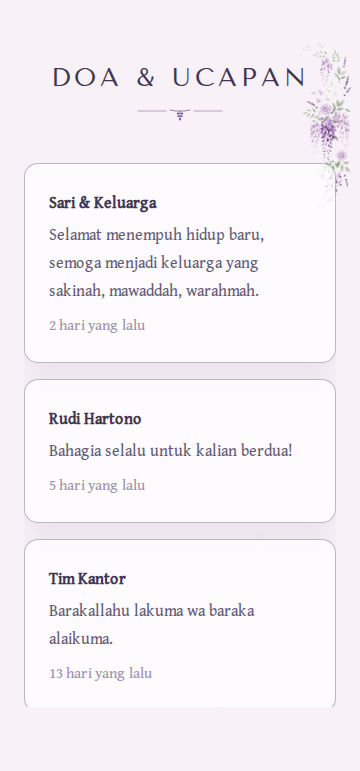 DOA & UCAPAN
Sari & Keluarga
Selamat menempuh hidup baru,
semoga menjadi keluarga yang
sakinah, mawaddah, warahmah.
2 hari yang lalu
Rudi Hartono
Bahagia selalu untuk kalian berdua!
5 hari yang lalu
Tim Kantor
Barakallahu lakuma wa baraka
alaikuma.
13 hari yang lalu